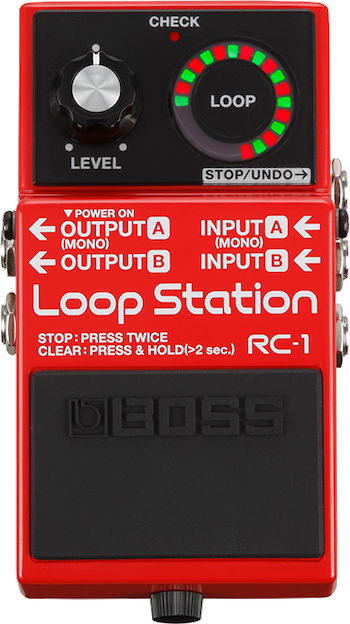 CHECK
LOOP
LEVEL
STOP/UNDO→
▼POWER ON
←OUTPUT A INPUT A←
(MONO) (MONO)
←OUTPUT B INPUT B←
Loop Station
STOP : PRESS TWICE
CLEAR : PRESS & HOLD(>2 sec.) RC-1
BOSS